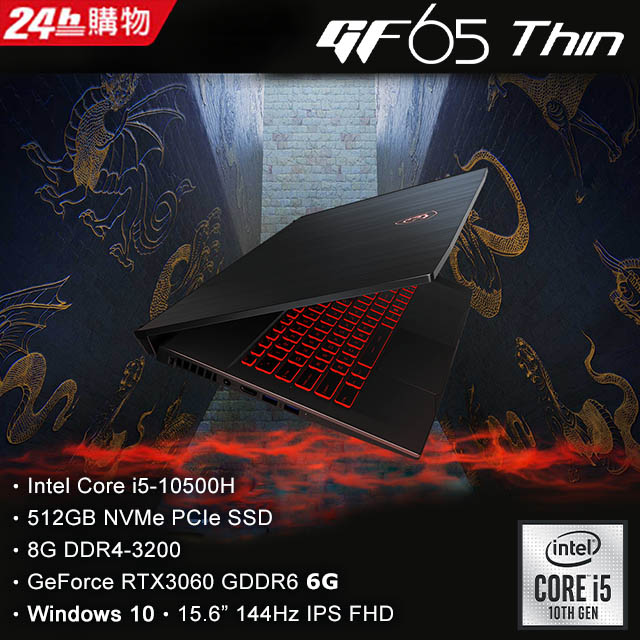 24h購物
GF65 Thin
・Intel Core i5-10500H
・512GB NVMe PCIe SSD
・8G DDR4-3200
・GeForce RTX3060 GDDR6 6G
・Windows 10・15.6” 144Hz IPS FHD
intel
CORE i5
10TH GEN